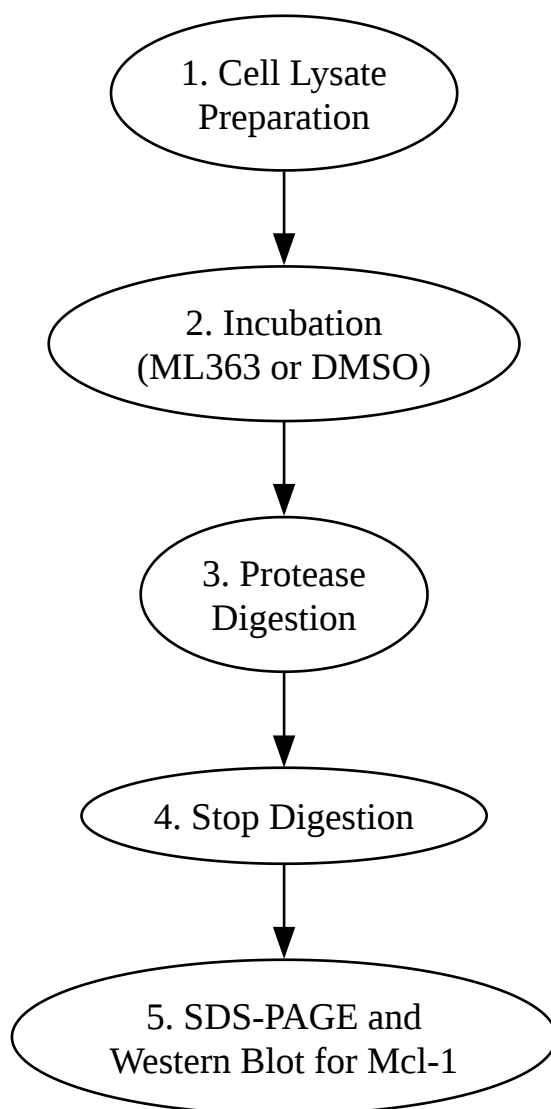 1. Cell Lysate
Preparation
2. Incubation
(ML363 or DMSO)
3. Protease
Digestion
4. Stop Digestion
5. SDS-PAGE and
Western Blot for Mcl-1